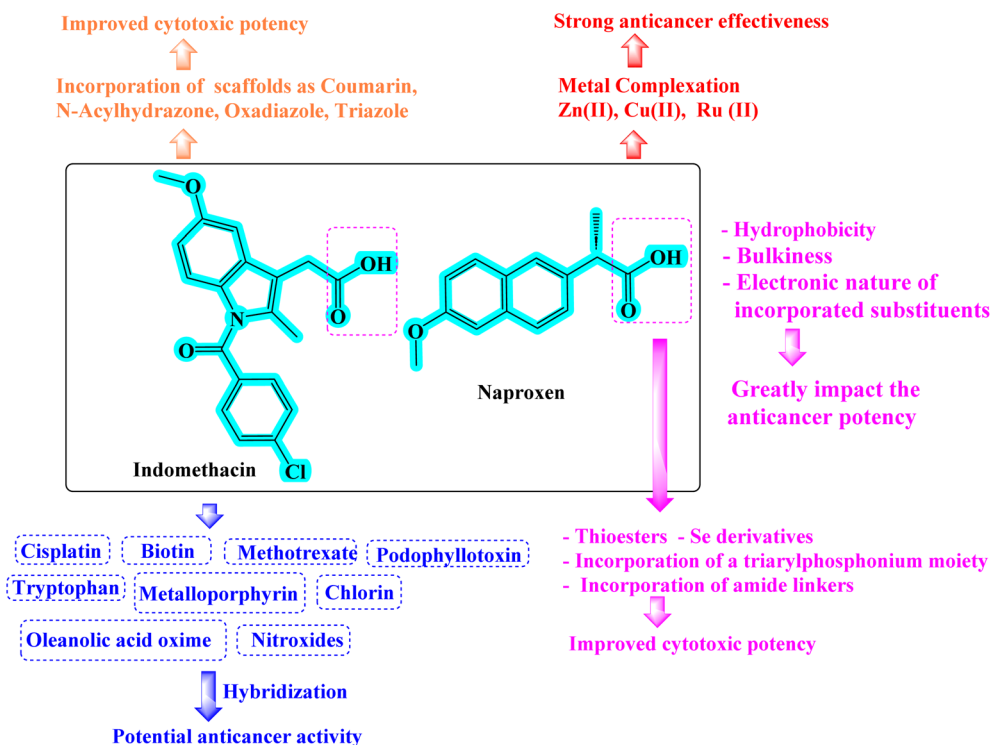 Improved cytotoxic potency
Incorporation of scaffolds as Coumarin,
N-Acylhydrazone, Oxadiazole, Triazole
Strong anticancer effectiveness
Metal Complexation
Zn(II), Cu(II), Ru (II)
O
OH
O
N
O
Cl
Indomethacin
OH
O
O
Naproxen
- Hydrophobicity
- Bulkiness
- Electronic nature of
incorporated substituents
Greatly impact the
anticancer potency
Cisplatin
Biotin
Methotrexate
Podophyllotoxin
Tryptophan
Metalloporphyrin
Chlorin
Oleanolic acid oxime
Nitroxides
Hybridization
Potential anticancer activity
- Thioesters - Se derivatives
- Incorporation of a triarylphosphonium moiety
- Incorporation of amide linkers
Improved cytotoxic potency